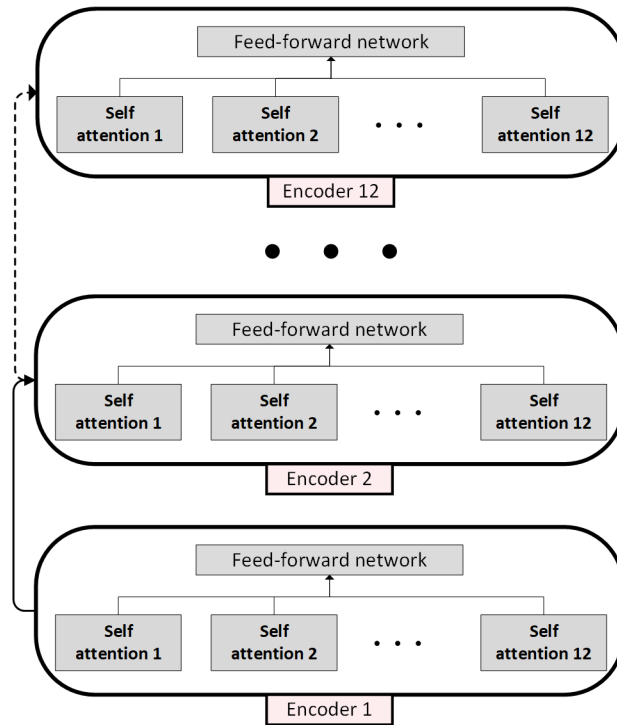 Feed-forward network
Self
attention 1
Self
attention 2
. . .
Self
attention 12
Encoder 12
Feed-forward network
Self
attention 1
Self
attention 2
. . .
Self
attention 12
Encoder 2
Feed-forward network
Self
attention 1
Self
attention 2
. . .
Self
attention 12
Encoder 1